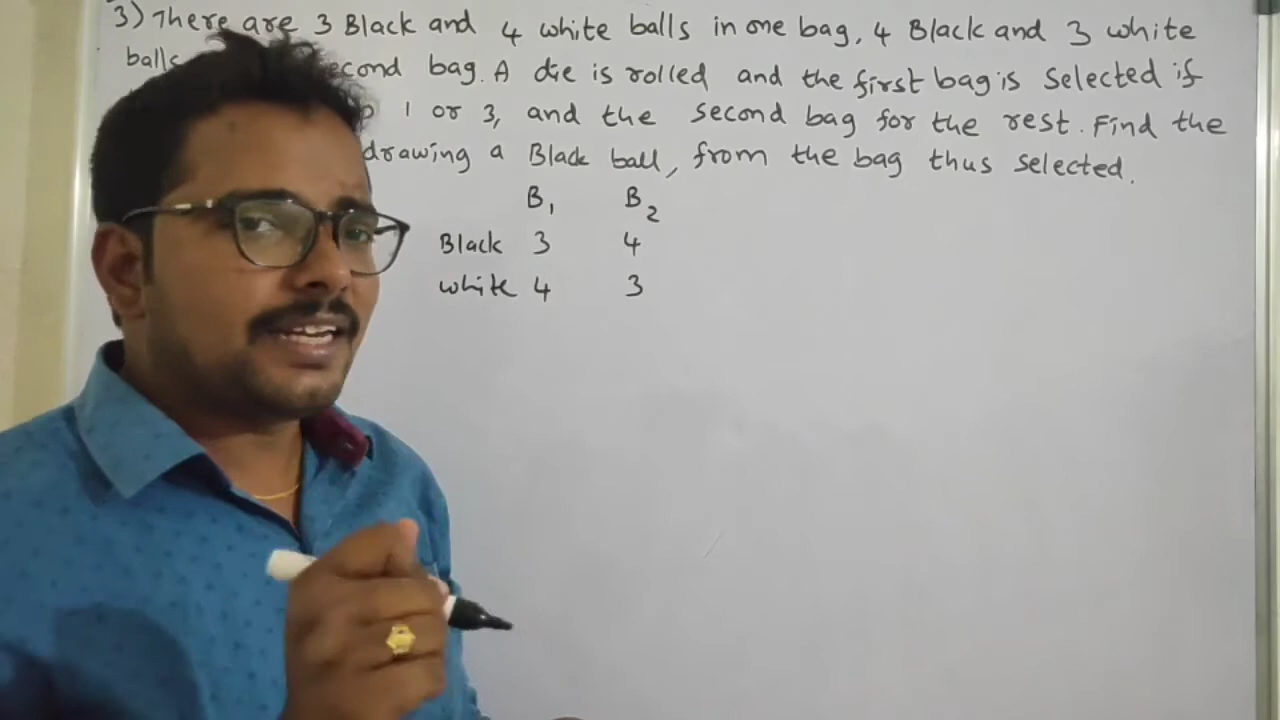 3) There are 3 Black and 4 white balls in one bag, 4 Black and 3 white
balls second bag. A die is rolled and the first bag is selected if
1 or 3, and the second bag for the rest. Find the
drawing a Black ball, from the bag thus selected.
B1 B2
Black 3 4
white 4 3